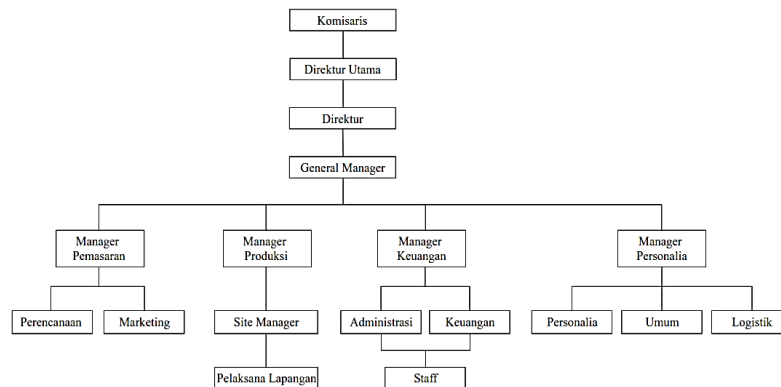 Komisaris
Direktur Utama
Direktur
General Manager
Manager
Pemasaran
Manager
Produksi
Manager
Keuangan
Manager
Personalia
Perencanaan
Marketing
Site Manager
Administrasi
Keuangan
Personalia
Umum
Logistik
Pelaksana Lapangan
Staff